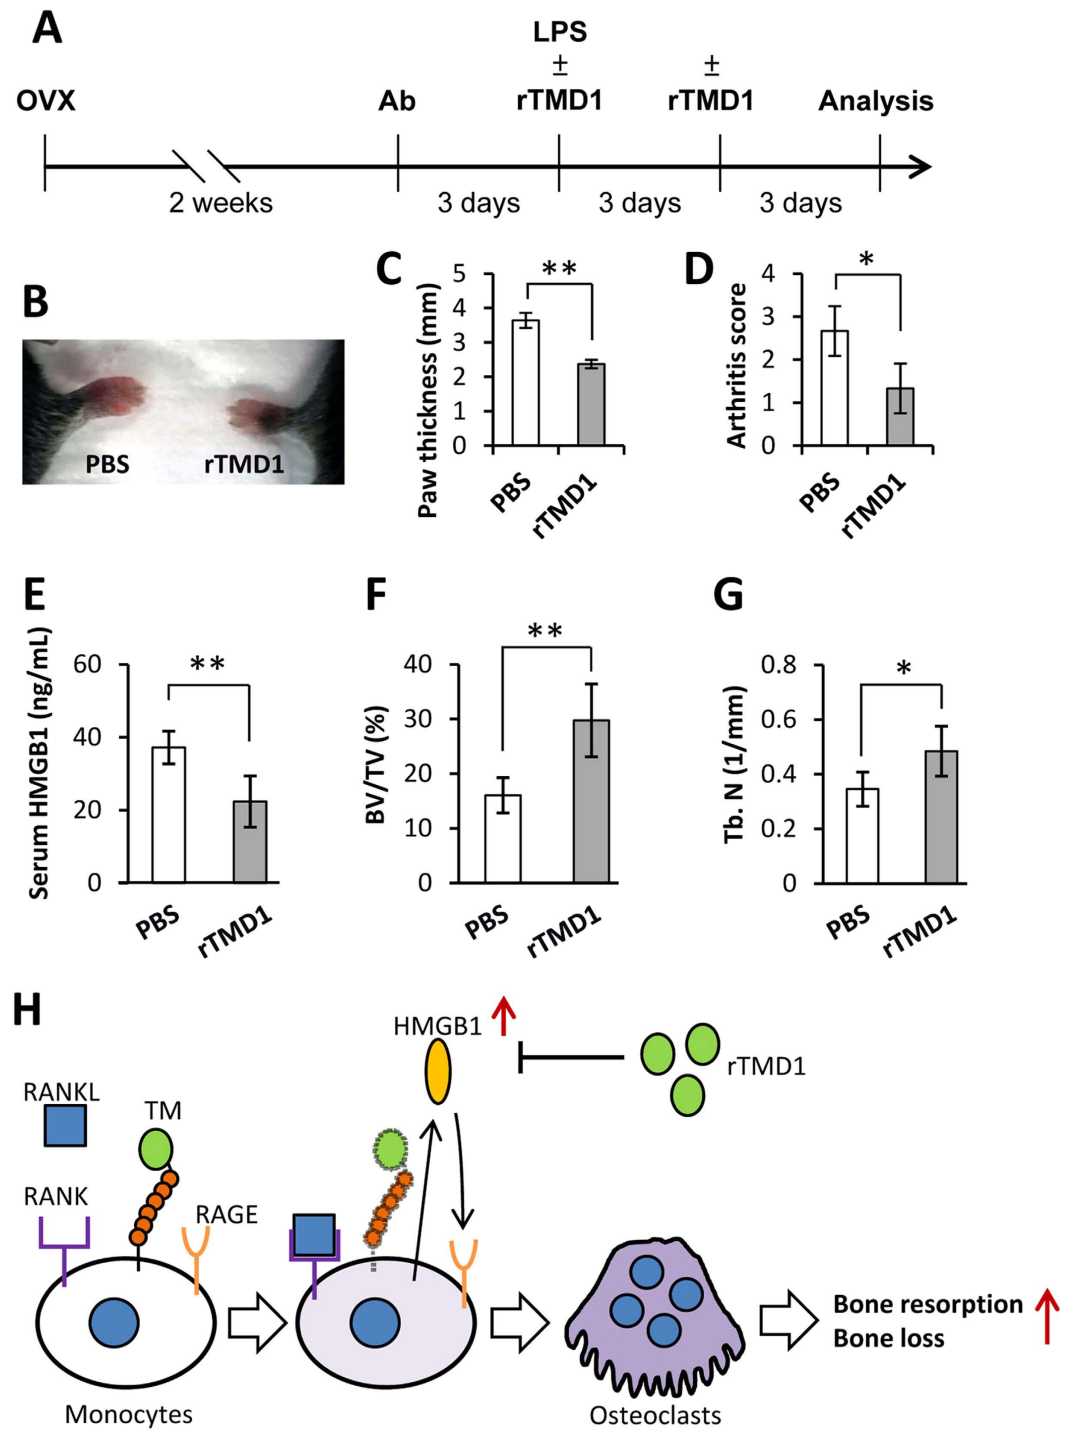 A
LPS
± ±
OVX Ab rTMD1 rTMD1 Analysis
2 weeks 3 days 3 days 3 days
B
PBS rTMD1
C
Paw thickness (mm)
5
4
3
2
1
0
**
PBS
rTMD1
D
Arthritis score
4
3
2
1
0
*
PBS
rTMD1
E
Serum HMGB1 (ng/mL)
60
40
20
0
**
PBS
rTMD1
F
BV/TV (%)
40
30
20
10
0
**
PBS
rTMD1
G
Tb. N (1/mm)
0.8
0.6
0.4
0.2
0
*
PBS
rTMD1
H
HMGB1
rTMD1
RANKL
TM
RANK
RAGE
Monocytes
Osteoclasts
Bone resorption
Bone loss